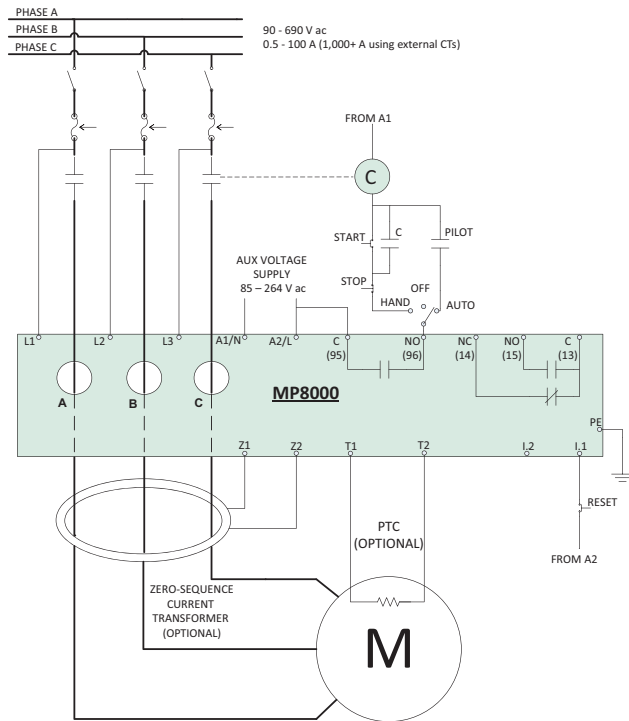 PHASE A
PHASE B
PHASE C
90 - 690 V ac
0.5 - 100 A (1,000+ A using external CTs)
FROM A1
C
START
C
PILOT
AUX VOLTAGE
SUPPLY
85 – 264 V ac
STOP
OFF
HAND
AUTO
L1
L2
L3
A1/N
A2/L
C
(95)
NO
(96)
NC
(14)
NO
(15)
C
(13)
A
B
C
MP8000
PE
Z1
Z2
T1
T2
I.2
I.1
RESET
PTC
(OPTIONAL)
FROM A2
ZERO-SEQUENCE
CURRENT
TRANSFORMER
(OPTIONAL)
M